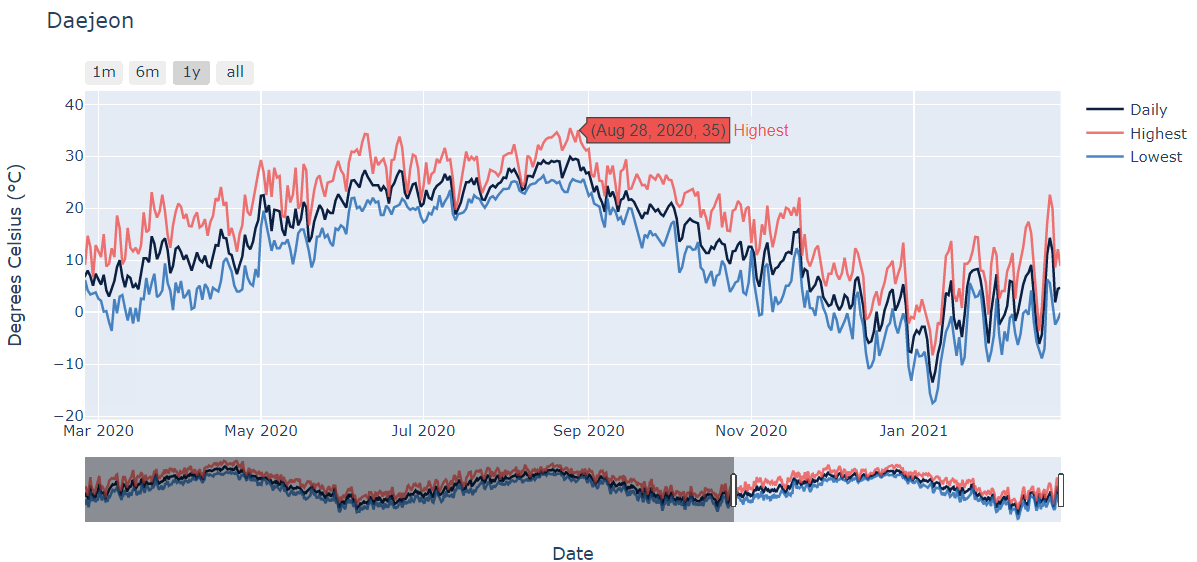 Daejeon
1m 6m 1y all
40
30
20
10
0
−10
−20
Degrees Celsius (°C)
(Aug 28, 2020, 35) Highest
Daily
Highest
Lowest
Mar 2020 May 2020 Jul 2020 Sep 2020 Nov 2020 Jan 2021
Date